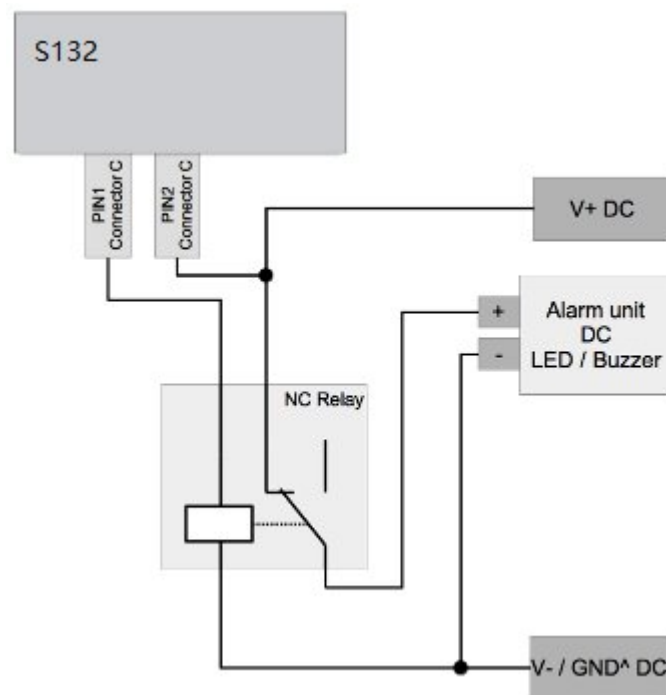 S132
PIN1
Connector C
PIN2
Connector C
V+ DC
+
Alarm unit
DC
-
LED / Buzzer
NC Relay
V- / GND^ DC